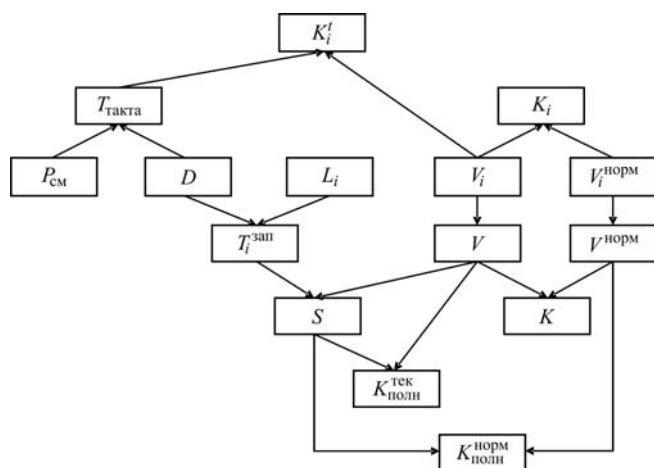 K_i^t
T_такта
K_i
P_см
D
L_i
V_i
V_i^норм
T_i^зап
V
V^норм
S
K
K_полн^тек
K_полн^норм